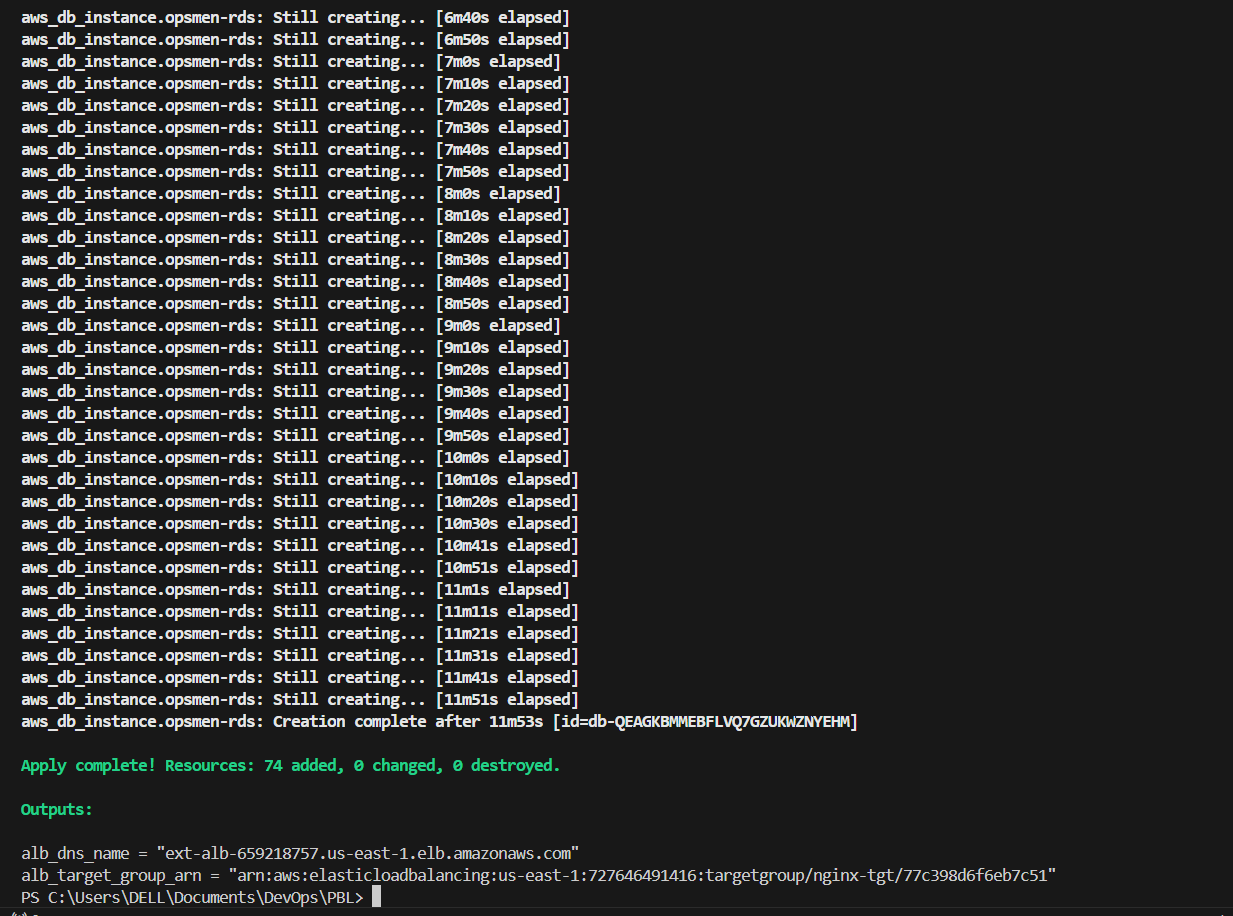 aws_db_instance.opsmen-rds: Still creating... [6m40s elapsed]
aws_db_instance.opsmen-rds: Still creating... [6m50s elapsed]
aws_db_instance.opsmen-rds: Still creating... [7m0s elapsed]
aws_db_instance.opsmen-rds: Still creating... [7m10s elapsed]
aws_db_instance.opsmen-rds: Still creating... [7m20s elapsed]
aws_db_instance.opsmen-rds: Still creating... [7m30s elapsed]
aws_db_instance.opsmen-rds: Still creating... [7m40s elapsed]
aws_db_instance.opsmen-rds: Still creating... [7m50s elapsed]
aws_db_instance.opsmen-rds: Still creating... [8m0s elapsed]
aws_db_instance.opsmen-rds: Still creating... [8m10s elapsed]
aws_db_instance.opsmen-rds: Still creating... [8m20s elapsed]
aws_db_instance.opsmen-rds: Still creating... [8m30s elapsed]
aws_db_instance.opsmen-rds: Still creating... [8m40s elapsed]
aws_db_instance.opsmen-rds: Still creating... [8m50s elapsed]
aws_db_instance.opsmen-rds: Still creating... [9m0s elapsed]
aws_db_instance.opsmen-rds: Still creating... [9m10s elapsed]
aws_db_instance.opsmen-rds: Still creating... [9m20s elapsed]
aws_db_instance.opsmen-rds: Still creating... [9m30s elapsed]
aws_db_instance.opsmen-rds: Still creating... [9m40s elapsed]
aws_db_instance.opsmen-rds: Still creating... [9m50s elapsed]
aws_db_instance.opsmen-rds: Still creating... [10m0s elapsed]
aws_db_instance.opsmen-rds: Still creating... [10m10s elapsed]
aws_db_instance.opsmen-rds: Still creating... [10m20s elapsed]
aws_db_instance.opsmen-rds: Still creating... [10m30s elapsed]
aws_db_instance.opsmen-rds: Still creating... [10m41s elapsed]
aws_db_instance.opsmen-rds: Still creating... [10m51s elapsed]
aws_db_instance.opsmen-rds: Still creating... [11m1s elapsed]
aws_db_instance.opsmen-rds: Still creating... [11m11s elapsed]
aws_db_instance.opsmen-rds: Still creating... [11m21s elapsed]
aws_db_instance.opsmen-rds: Still creating... [11m31s elapsed]
aws_db_instance.opsmen-rds: Still creating... [11m41s elapsed]
aws_db_instance.opsmen-rds: Still creating... [11m51s elapsed]
aws_db_instance.opsmen-rds: Creation complete after 11m53s [id=db-QEAGKBMMEBFLVQ7GZUKWZNYEHM]
Apply complete! Resources: 74 added, 0 changed, 0 destroyed.
Outputs:
alb_dns_name = "ext-alb-659218757.us-east-1.elb.amazonaws.com"
alb_target_group_arn = "arn:aws:elasticloadbalancing:us-east-1:727646491416:targetgroup/nginx-tgt/77c398d6f6eb7c51"
PS C:\Users\DELL\Documents\DevOps\PBL>